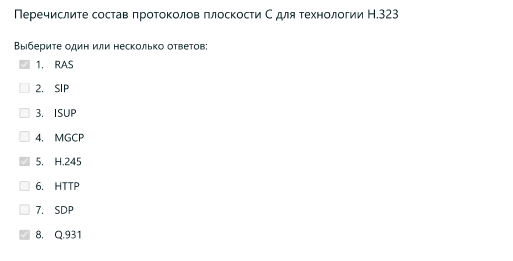 Перечислите состав протоколов плоскости С для технологии Н.323
Выберите один или несколько ответов:
1. RAS
2. SIP
3. ISUP
4. MGCP
5. H.245
6. HTTP
7. SDP
8. Q.931